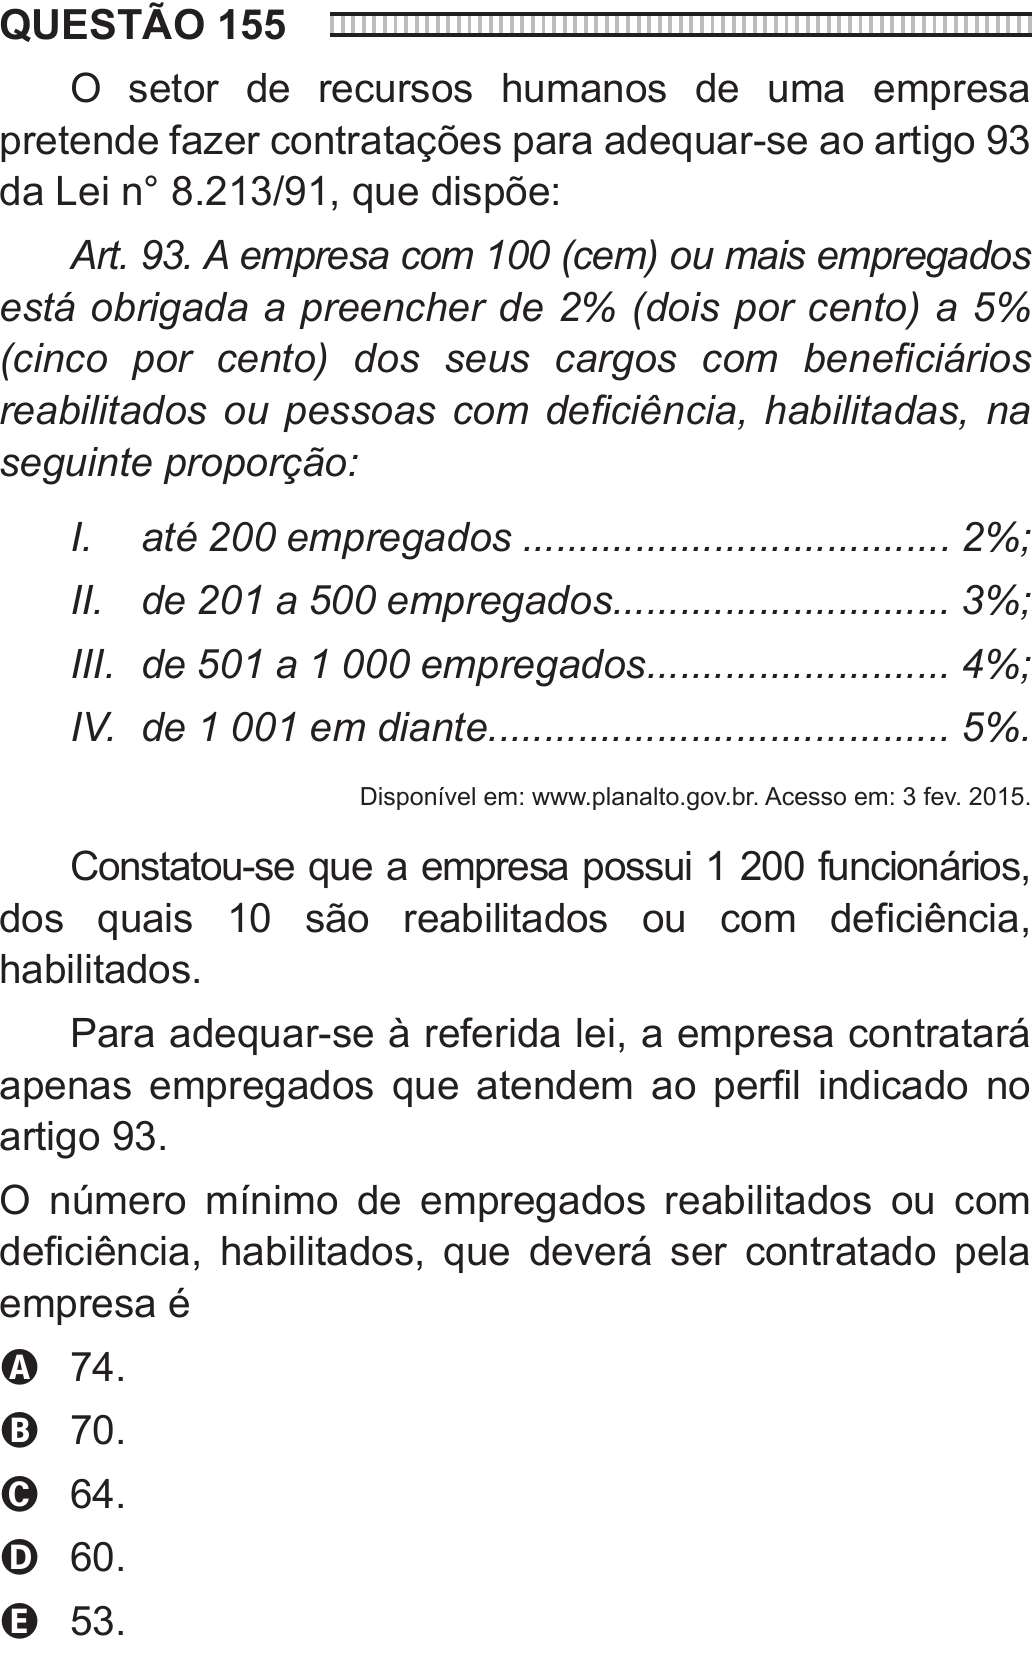 QUESTÃO 155
O setor de recursos humanos de uma empresa
pretende fazer contratações para adequar-se ao artigo 93
da Lei n° 8.213/91, que dispõe:
Art. 93. A empresa com 100 (cem) ou mais empregados
está obrigada a preencher de 2% (dois por cento) a 5%
(cinco por cento) dos seus cargos com beneficiários
reabilitados ou pessoas com deficiência, habilitadas, na
seguinte proporção:
I. até 200 empregados ..................................... 2%;
II. de 201 a 500 empregados............................. 3%;
III. de 501 a 1 000 empregados.......................... 4%;
IV. de 1 001 em diante........................................ 5%.
Disponível em: www.planalto.gov.br. Acesso em: 3 fev. 2015.
Constatou-se que a empresa possui 1 200 funcionários,
dos quais 10 são reabilitados ou com deficiência,
habilitados.
Para adequar-se à referida lei, a empresa contratará
apenas empregados que atendem ao perfil indicado no
artigo 93.
O número mínimo de empregados reabilitados ou com
deficiência, habilitados, que deverá ser contratado pela
empresa é
A 74.
B 70.
C 64.
D 60.
E 53.